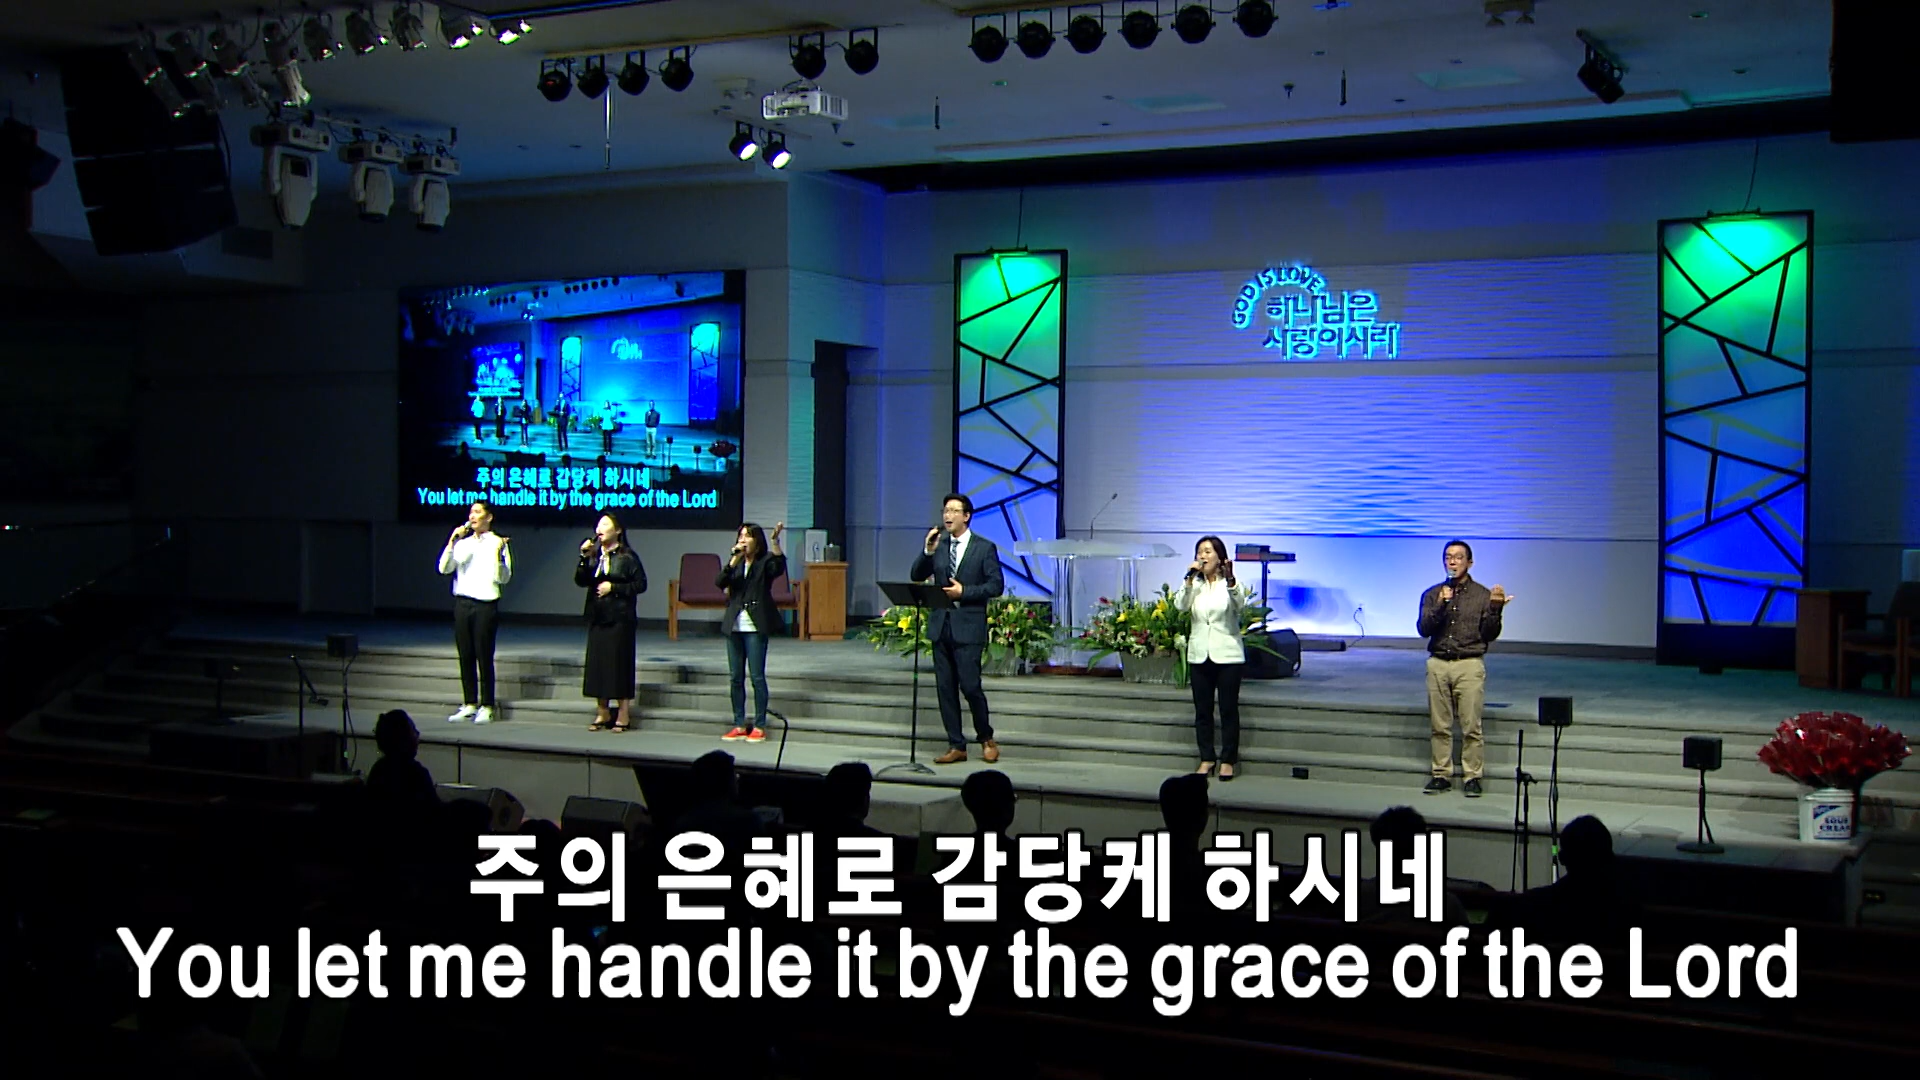 GOD IS LOVE
하나님은
사랑이시라
주의 은혜로 감당케 하시네
You let me handle it by the grace of the Lord
SOUR
CREAM
주의 은혜로 감당케 하시네
You let me handle it by the grace of the Lord